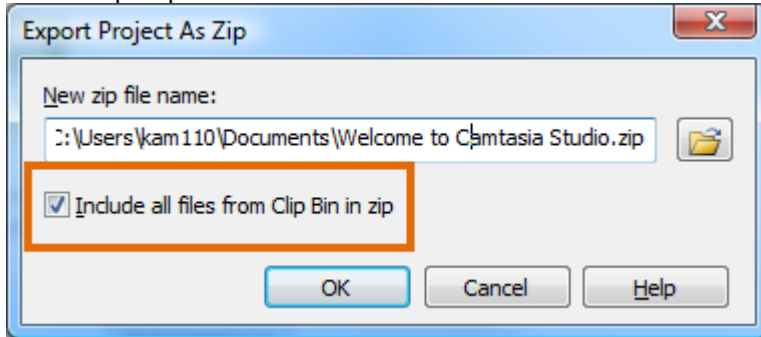 Export Project As Zip
New zip file name:
:\Users\kam110\Documents\Welcome to Camtasia Studio.zip
Include all files from Clip Bin in zip
OK Cancel Help